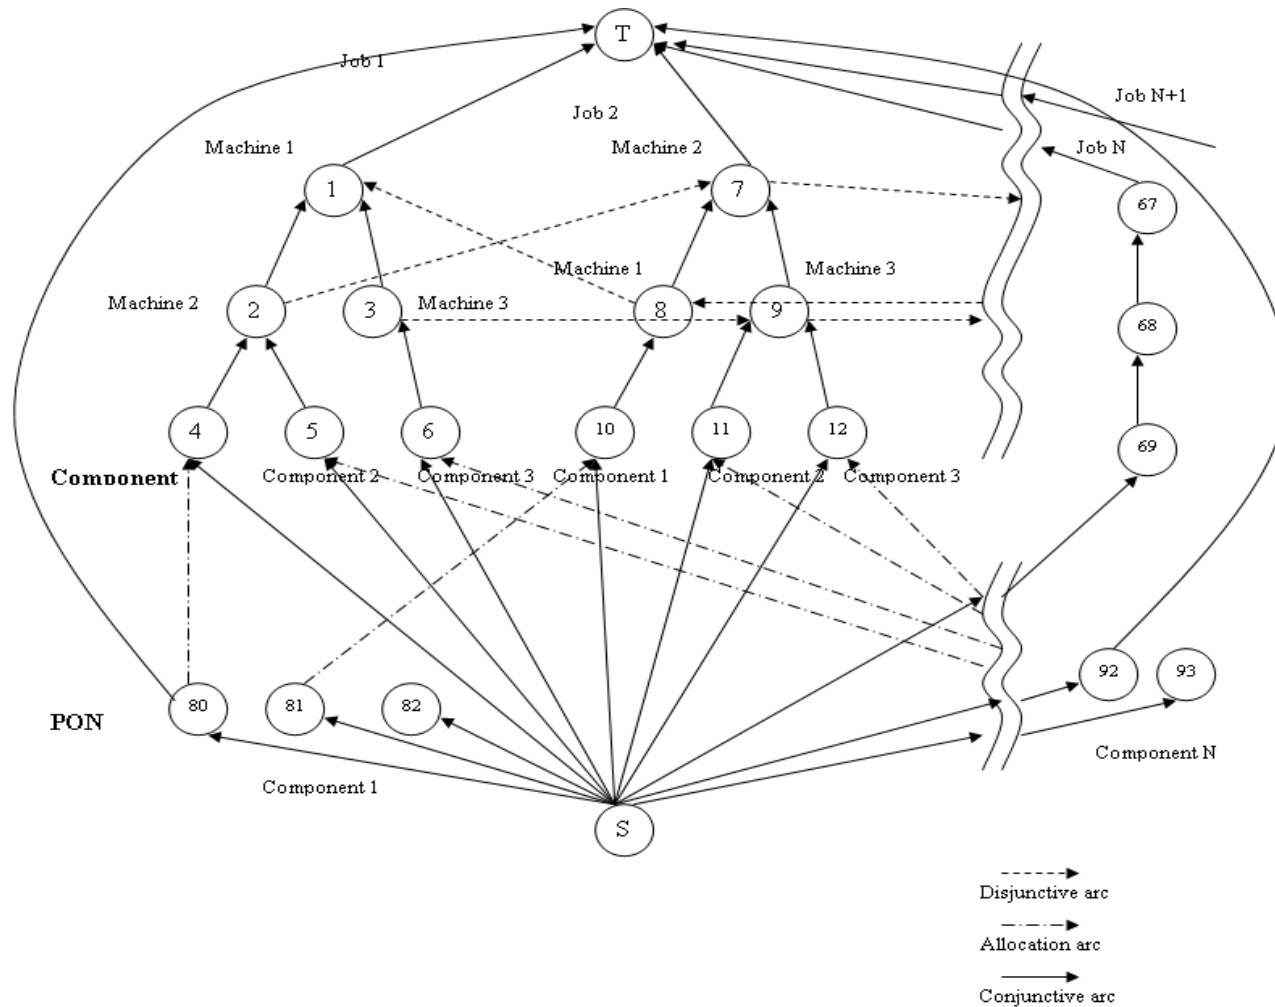 T
Job 1
Job N+1
Job 2
Machine 1
Machine 2
Job N
1
7
67
Machine 1
Machine 3
Machine 2
2
3
Machine 3
8
9
68
4
5
6
10
11
12
69
Component
Component 2
Component 3
Component 1
Component 2
Component 3
92
93
PON
80
81
82
Component N
Component 1
S
Disjunctive arc
Allocation arc
Conjunctive arc